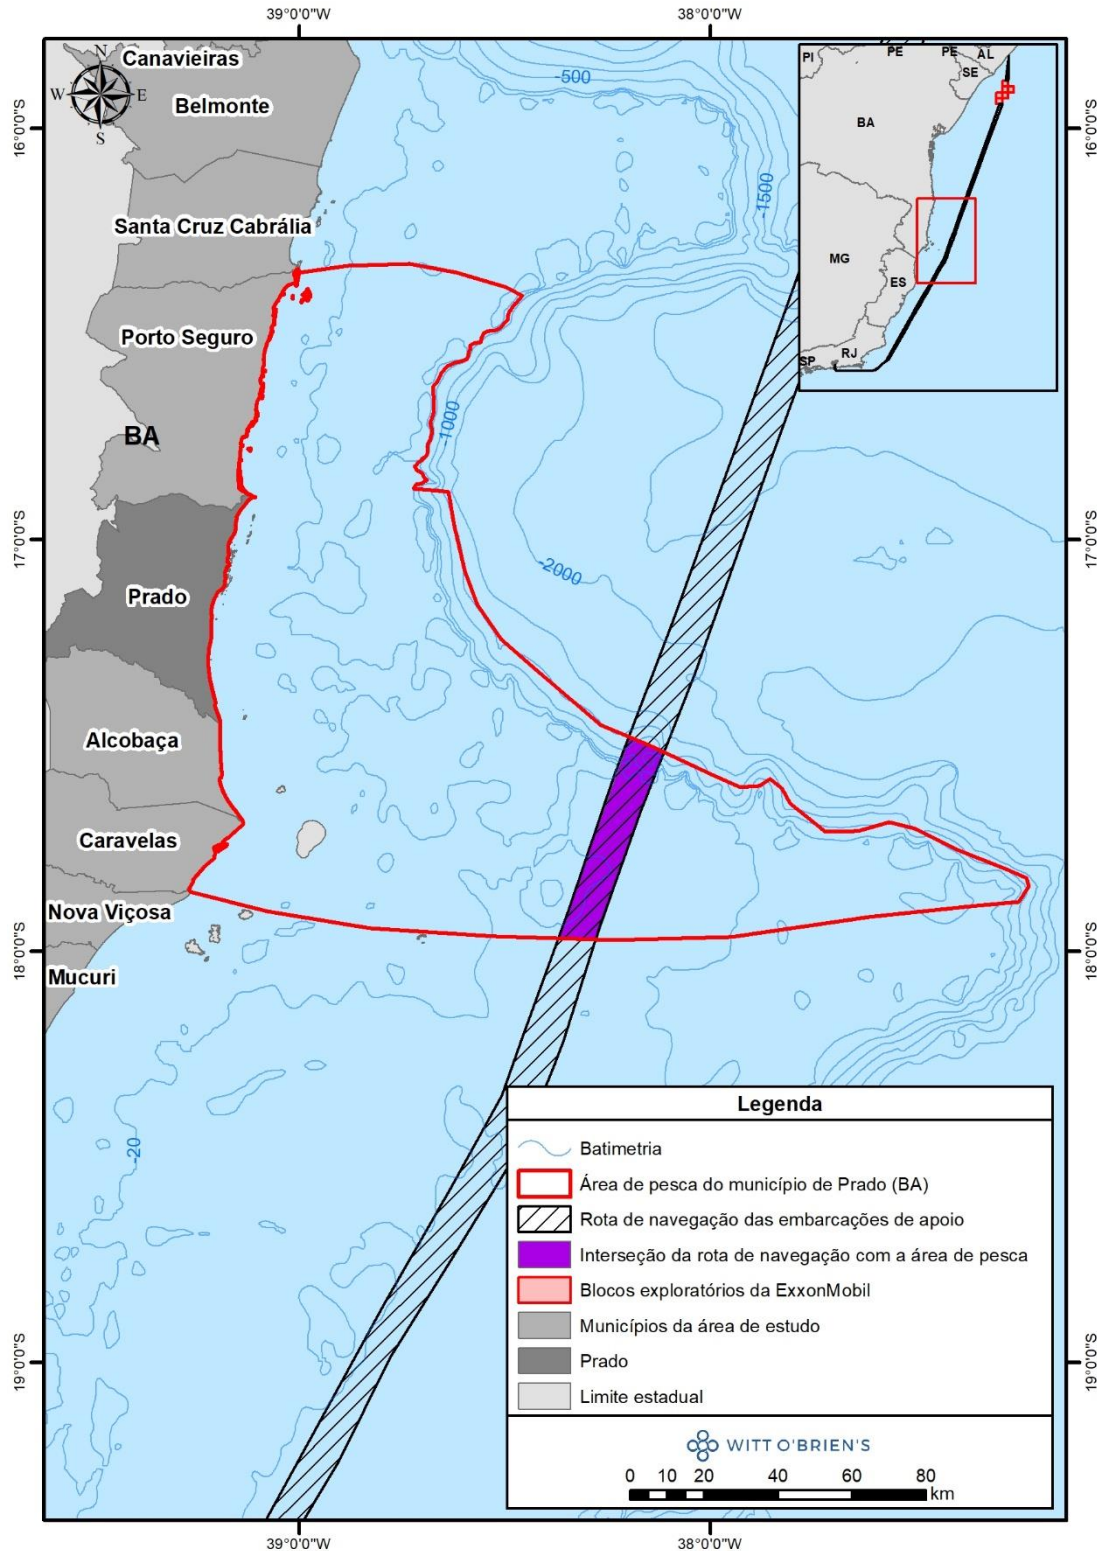 39°0'0"W
38°0'0"W
N
W
E
S
Canavieiras
Belmonte
-500
PI
PE
PE
AL
SE
BA
MG
ES
RJ
SP
16°0'0"S
16°0'0"S
-1500
Santa Cruz Cabrália
Porto Seguro
-1000
BA
17°0'0"S
17°0'0"S
-2000
Prado
Alcobaça
Caravelas
Nova Viçosa
18°0'0"S
18°0'0"S
Mucuri
-20
Legenda
Batimetria
Área de pesca do município de Prado (BA)
Rota de navegação das embarcações de apoio
Interseção da rota de navegação com a área de pesca
Blocos exploratórios da ExxonMobil
Municípios da área de estudo
Prado
Limite estadual
19°0'0"S
19°0'0"S
WITT O'BRIEN'S
0 10 20 40 60 80
km
39°0'0"W
38°0'0"W